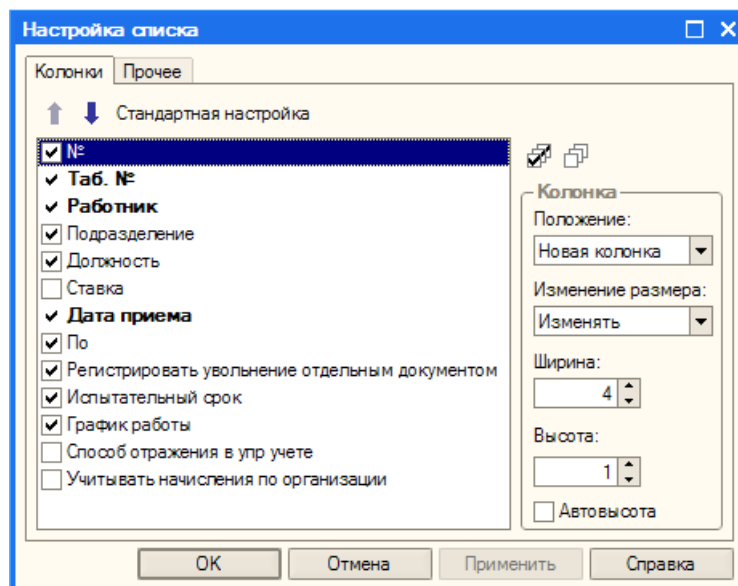 Настройка списка
Колонки Прочее
Стандартная настройка
№
Таб. №
Работник
Подразделение
Должность
Ставка
Дата приема
По
Регистрировать увольнение отдельным документом
Испытательный срок
График работы
Способ отражения в упр учете
Учитывать начисления по организации
Колонка
Положение:
Новая колонка
Изменение размера:
Изменять
Ширина:
4
Высота:
1
Автовысота
OK Отмена Применить Справка